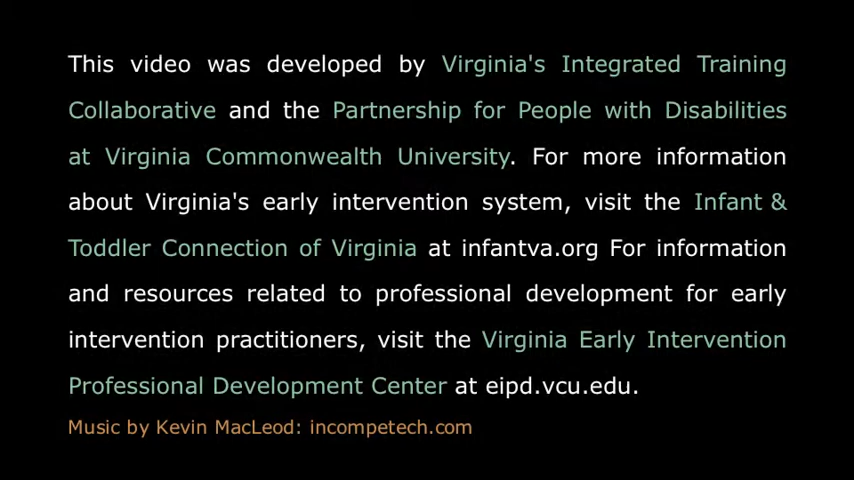 This video was developed by Virginia's Integrated Training
Collaborative and the Partnership for People with Disabilities
at Virginia Commonwealth University. For more information
about Virginia's early intervention system, visit the Infant &
Toddler Connection of Virginia at infantva.org For information
and resources related to professional development for early
intervention practitioners, visit the Virginia Early Intervention
Professional Development Center at eipd.vcu.edu.
Music by Kevin MacLeod: incompetech.com